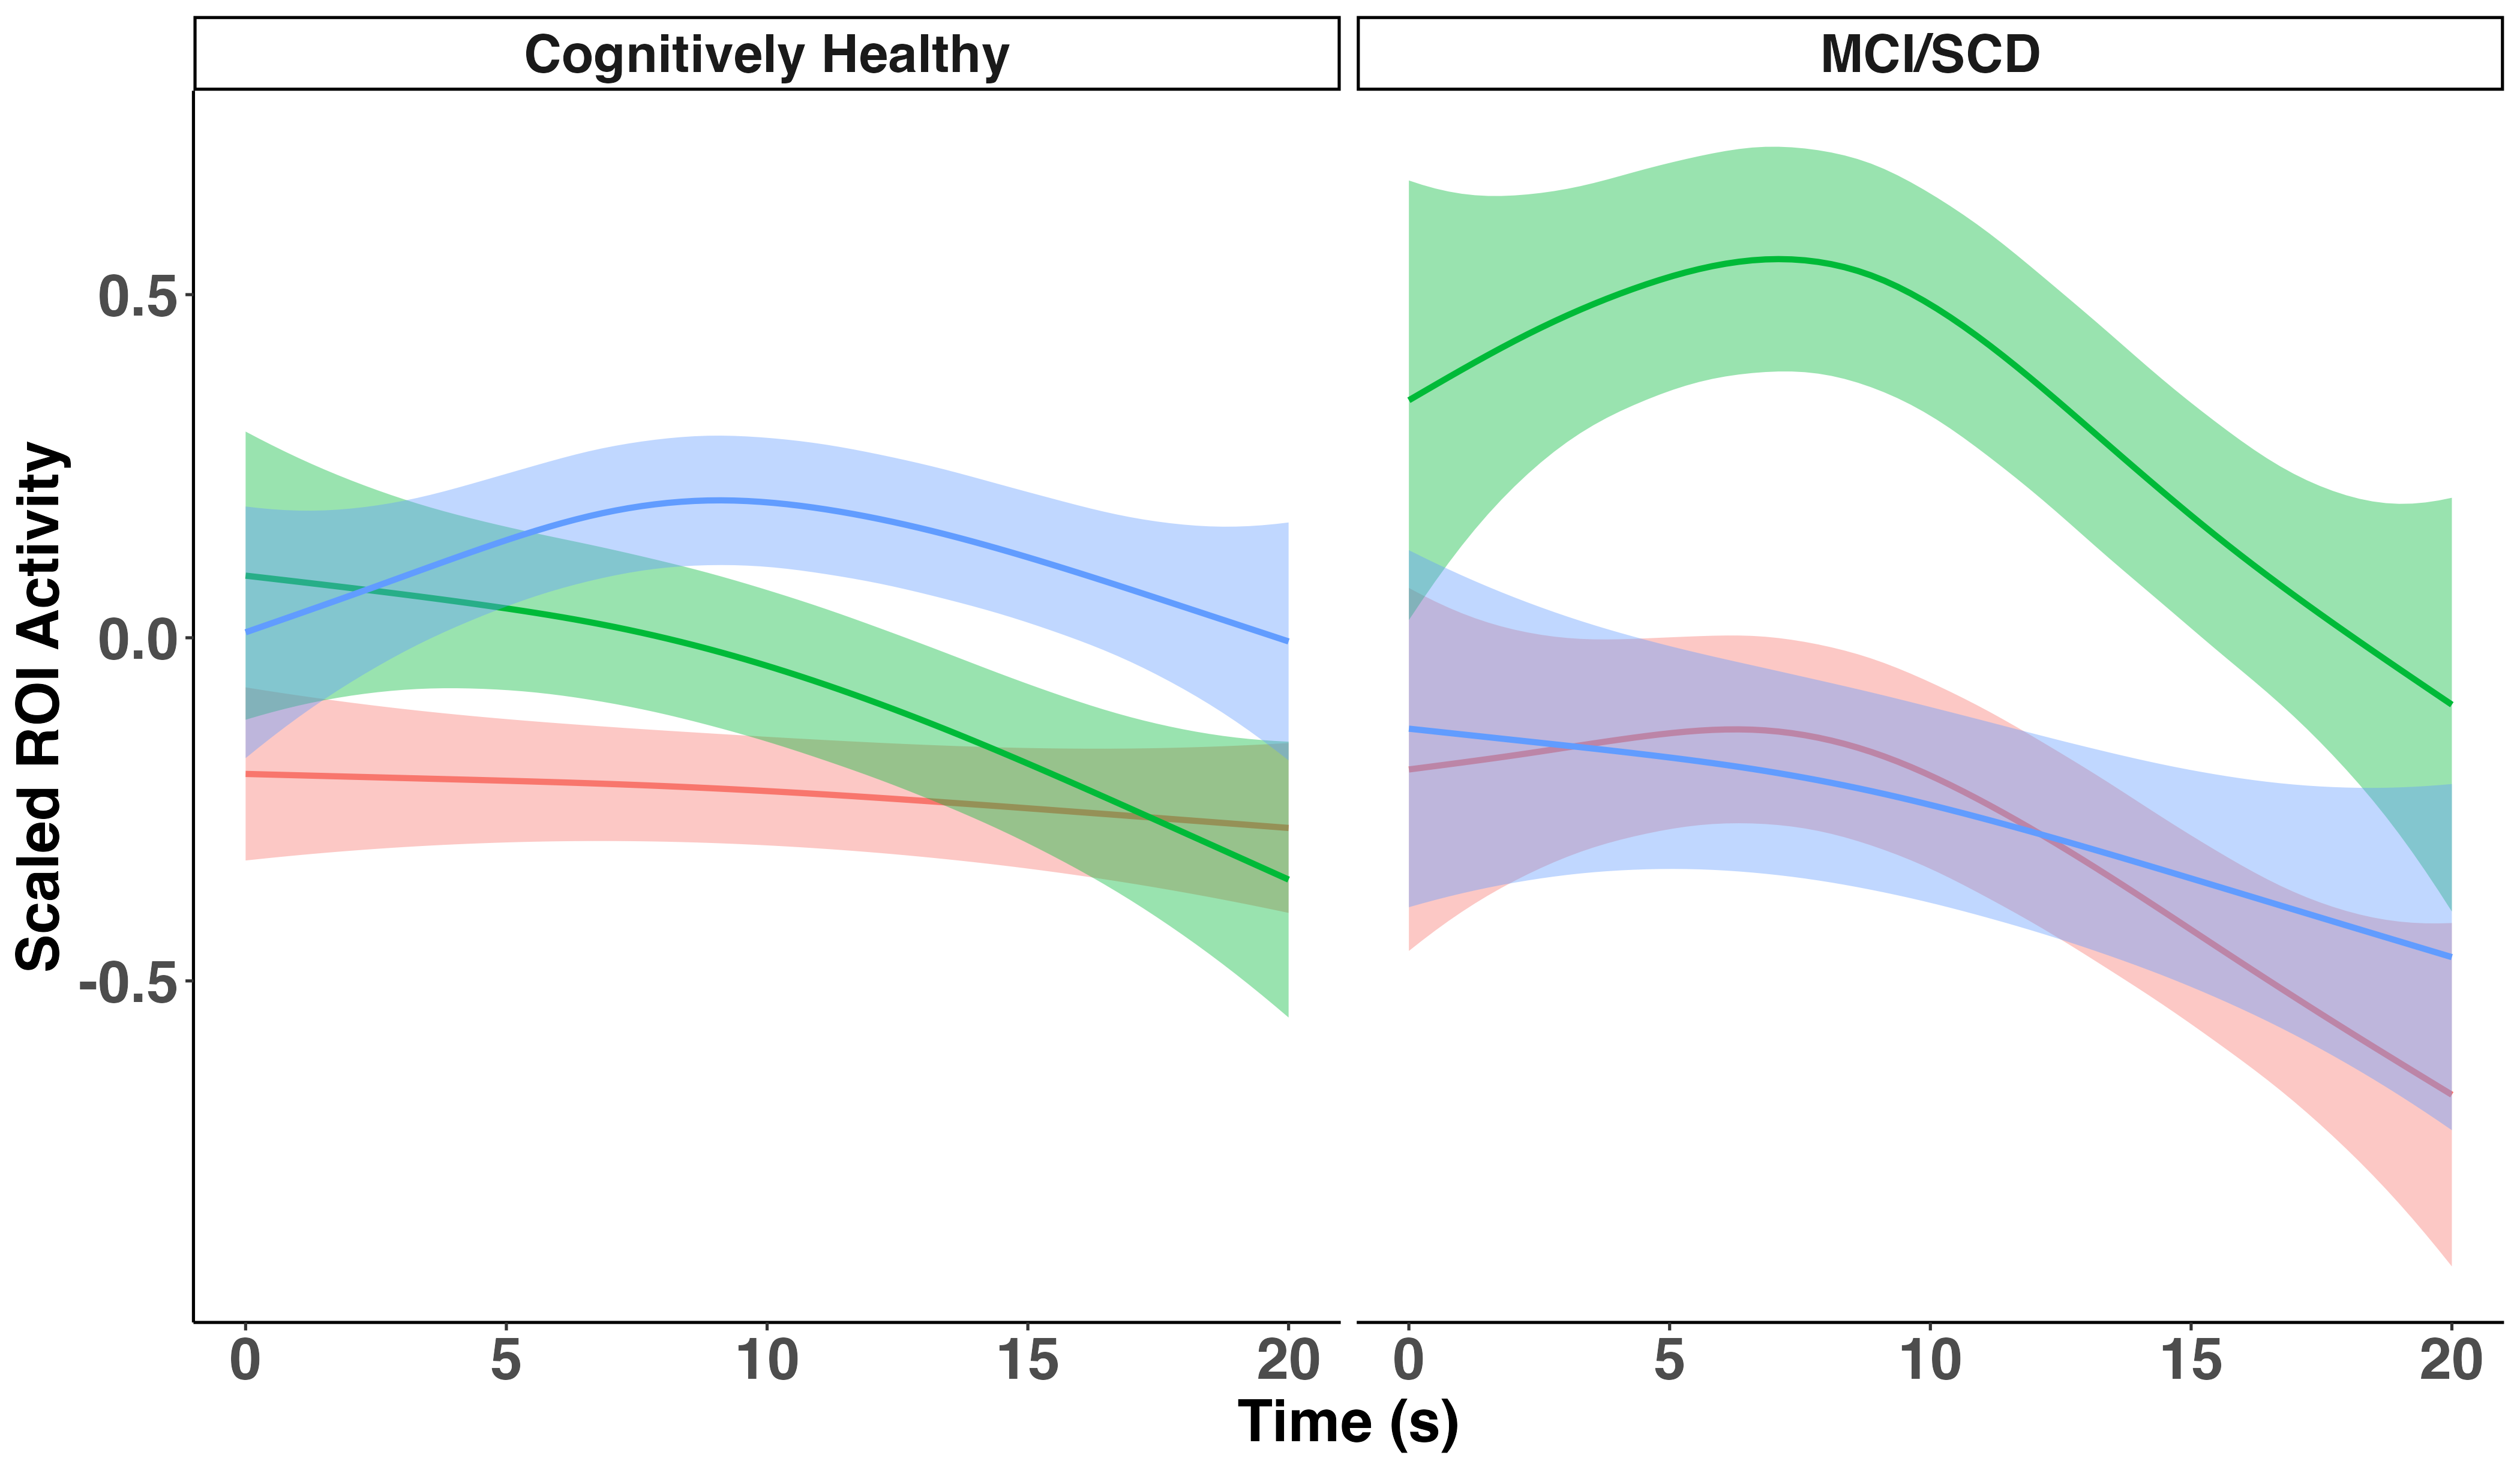 Cognitively Healthy
MCI/SCD
Scaled ROI Activity
0.5
0.0
-0.5
0 5 10 15 20
0 5 10 15 20
Time (s)